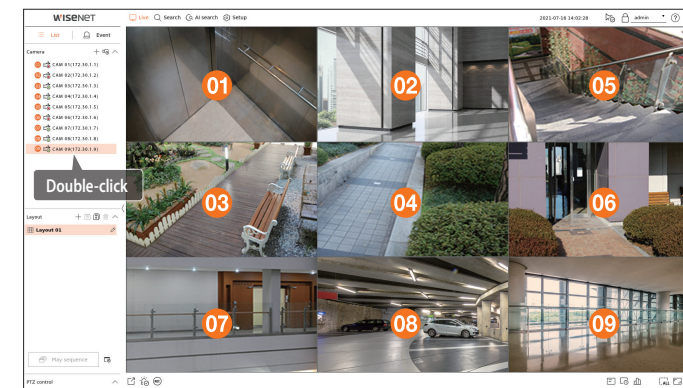 WISENET
Live Search AI search Setup
2021-07-16 14:02:28 admin
List Event
Camera
CAM 01(172.30.1.1)
CAM 02(172.30.1.2)
CAM 03(172.30.1.3)
CAM 04(172.30.1.4)
CAM 05(172.30.1.5)
CAM 06(172.30.1.6)
CAM 07(172.30.1.7)
CAM 08(172.30.1.8)
CAM 09(172.30.1.9)
Double-click
Layout
Layout 01
Play sequence
PTZ control
01
02
05
03
04
06
07
08
09
ALL